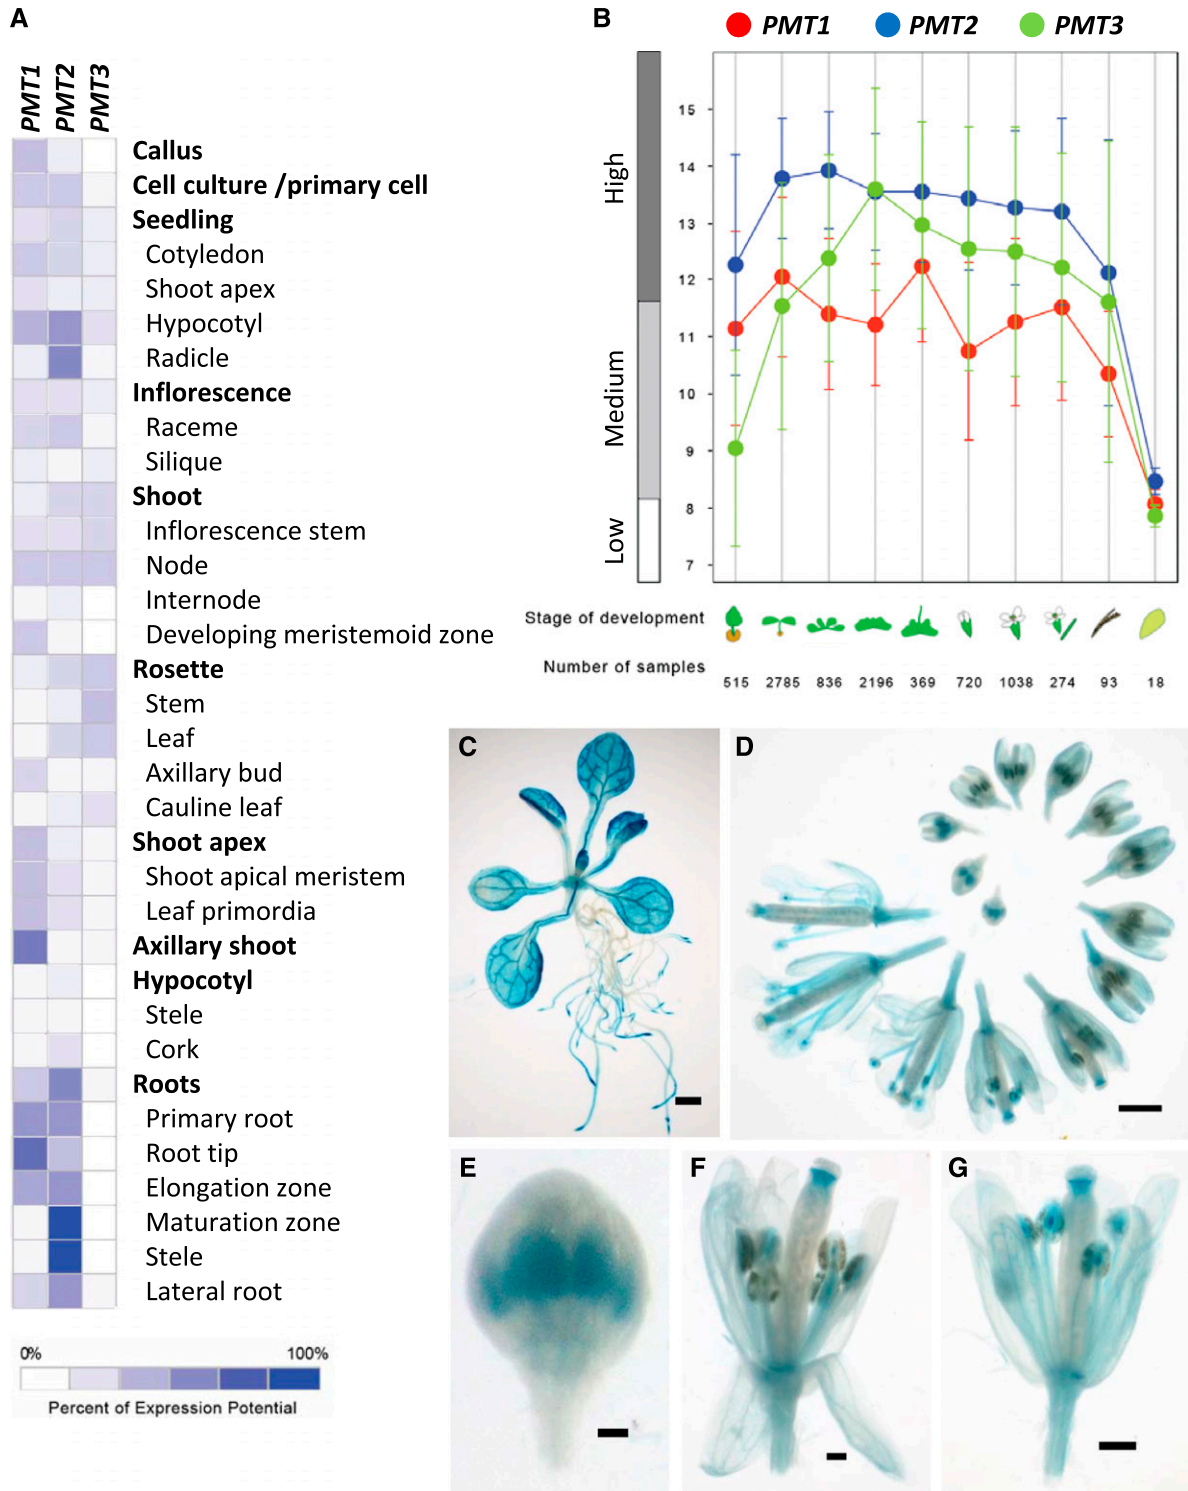 A
PMT1 PMT2 PMT3
Callus
Cell culture /primary cell
Seedling
Cotyledon
Shoot apex
Hypocotyl
Radicle
Inflorescence
Raceme
Silique
Shoot
Inflorescence stem
Node
Internode
Developing meristemoid zone
Rosette
Stem
Leaf
Axillary bud
Cauline leaf
Shoot apex
Shoot apical meristem
Leaf primordia
Axillary shoot
Hypocotyl
Stele
Cork
Roots
Primary root
Root tip
Elongation zone
Maturation zone
Stele
Lateral root
0% 100%
Percent of Expression Potential
B
PMT1 PMT2 PMT3
High
Medium
Low
15
14
13
12
11
10
9
8
7
Stage of development
Number of samples
515 2785 836 2196 369 720 1038 274 93 18
C
D
E
F
G